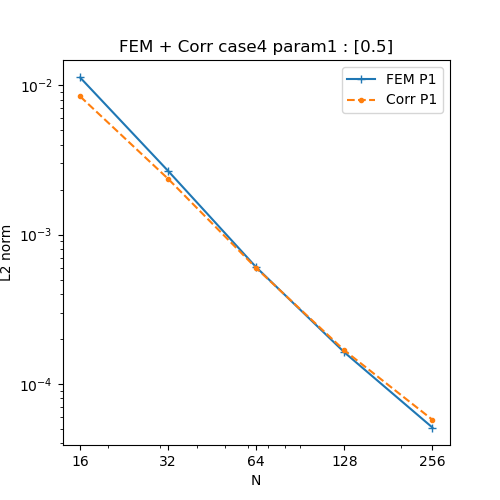 FEM + Corr case4 param1 : [0.5]
FEM P1
Corr P1
10⁻²
10⁻³
10⁻⁴
L2 norm
16 32 64 128 256
N